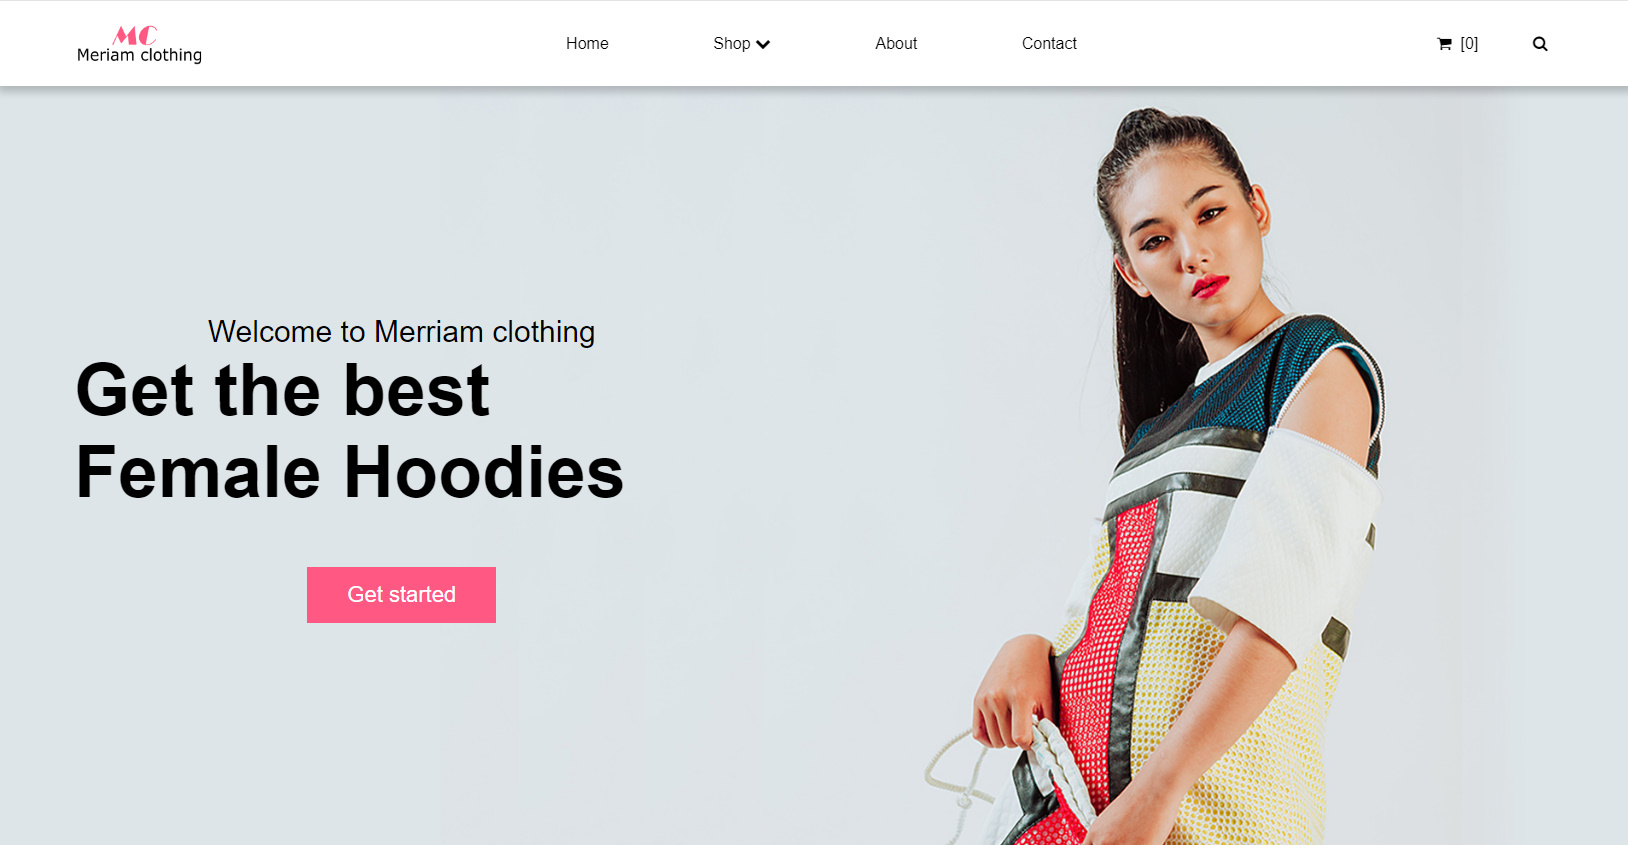 MC
Meriam clothing
Home
Shop
About
Contact
[0]
Welcome to Merriam clothing
Get the best
Female Hoodies
Get started